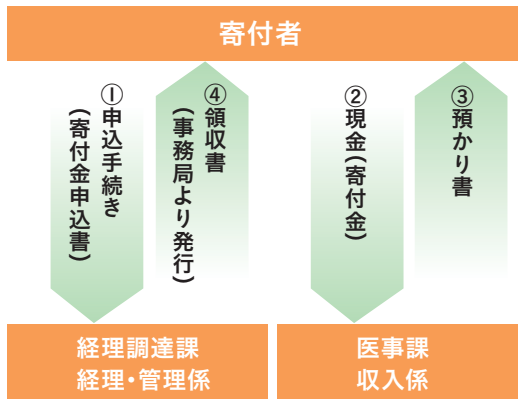 寄付者
①申込手続き
(寄付金申込書)
④領収書
(事務局より発行)
②現金(寄付金)
③預かり書
経理調達課
経理・管理係
医事課
収入係